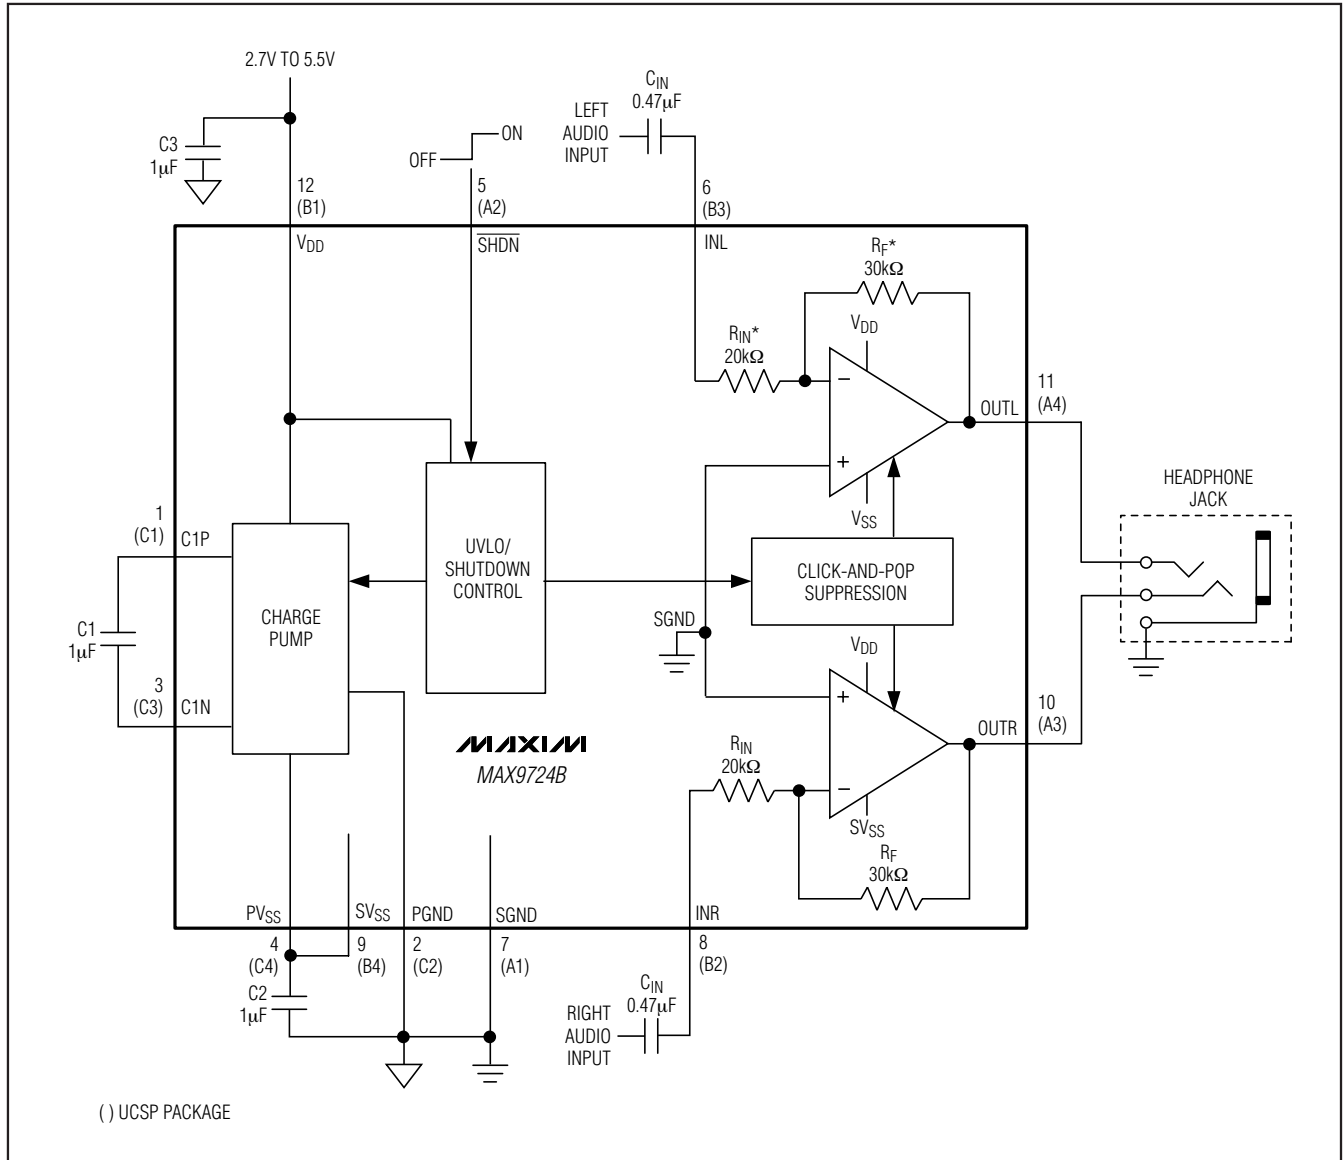 2.7V TO 5.5V
C3
1µF
12
(B1)
VDD
OFF
ON
5
(A2)
SHDN
LEFT
AUDIO
INPUT
CIN
0.47µF
6
(B3)
INL
RF*
30kΩ
RIN*
20kΩ
VDD
−
+
VSS
OUTL
11
(A4)
HEADPHONE
JACK
1
(C1)
C1P
C1
1µF
3
(C3)
C1N
CHARGE
PUMP
UVLO/
SHUTDOWN
CONTROL
CLICK-AND-POP
SUPPRESSION
SGND
VDD
+
−
SVSS
OUTR
10
(A3)
MAXIM
MAX9724B
RIN
20kΩ
RF
30kΩ
PVSS
SVSS
PGND
SGND
INR
4
(C4)
9
(B4)
2
(C2)
7
(A1)
8
(B2)
C2
1µF
RIGHT
AUDIO
INPUT
CIN
0.47µF
( ) UCSP PACKAGE